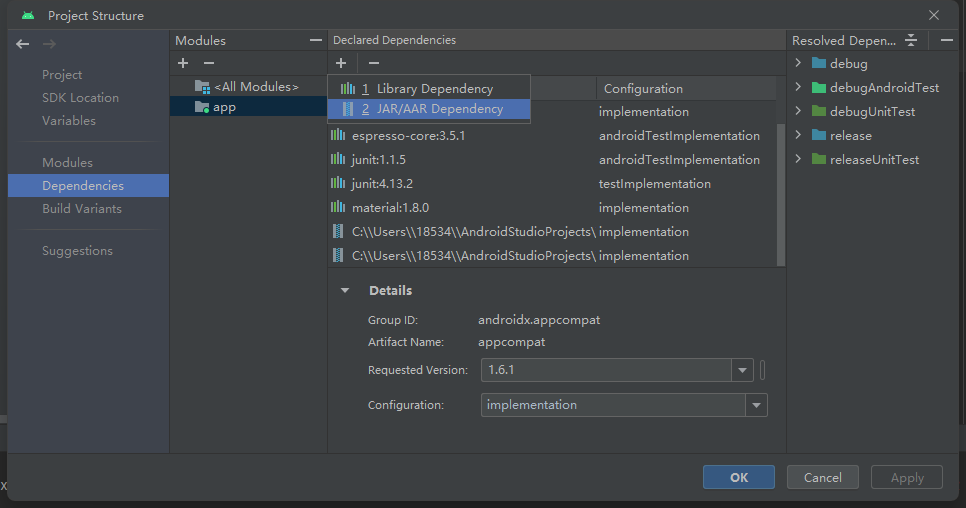 Project Structure
Modules
Declared Dependencies
Resolved Depen...
Project
SDK Location
Variables
Modules
Dependencies
Build Variants
Suggestions
<All Modules>
app
1 Library Dependency
2 JAR/AAR Dependency
Configuration
implementation
espresso-core:3.5.1 androidTestImplementation
junit:1.1.5 androidTestImplementation
junit:4.13.2 testImplementation
material:1.8.0 implementation
C:\\Users\\18534\\AndroidStudioProjects\ implementation
C:\\Users\\18534\\AndroidStudioProjects\ implementation
Details
Group ID: androidx.appcompat
Artifact Name: appcompat
Requested Version: 1.6.1
Configuration: implementation
debug
debugAndroidTest
debugUnitTest
release
releaseUnitTest
OK
Cancel
Apply
x